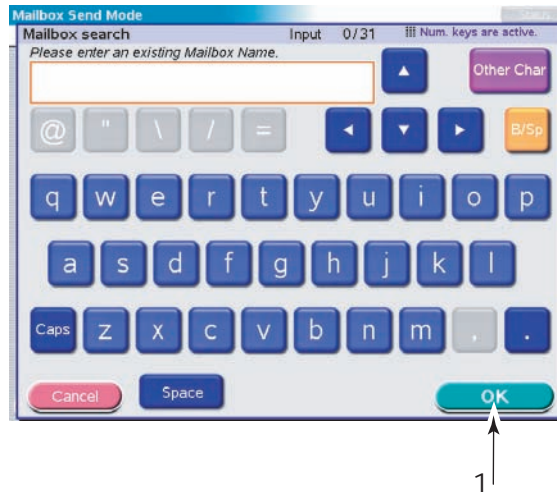 Mailbox Send Mode
Mailbox search Input 0/31 Num. keys are active.
Please enter an existing Mailbox Name.
Other Char
@ " \ / = B/Sp
q w e r t y u i o p
a s d f g h j k l
Caps z x c v b n m , .
Cancel Space OK
1